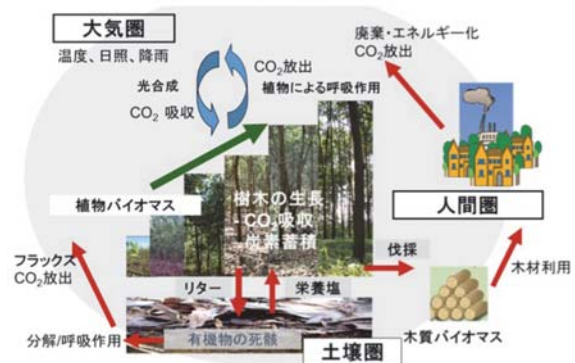 大気圏
温度、日照、降雨
光合成
CO₂ 吸収
CO₂放出
植物による呼吸作用
廃棄・エネルギー化
CO₂放出
人間圏
植物バイオマス
樹木の生長
CO₂吸収
炭素蓄積
フラックス
CO₂放出
リター
栄養塩
伐採
木材利用
木質バイオマス
分解/呼吸作用
有機物の死骸
土壌圏